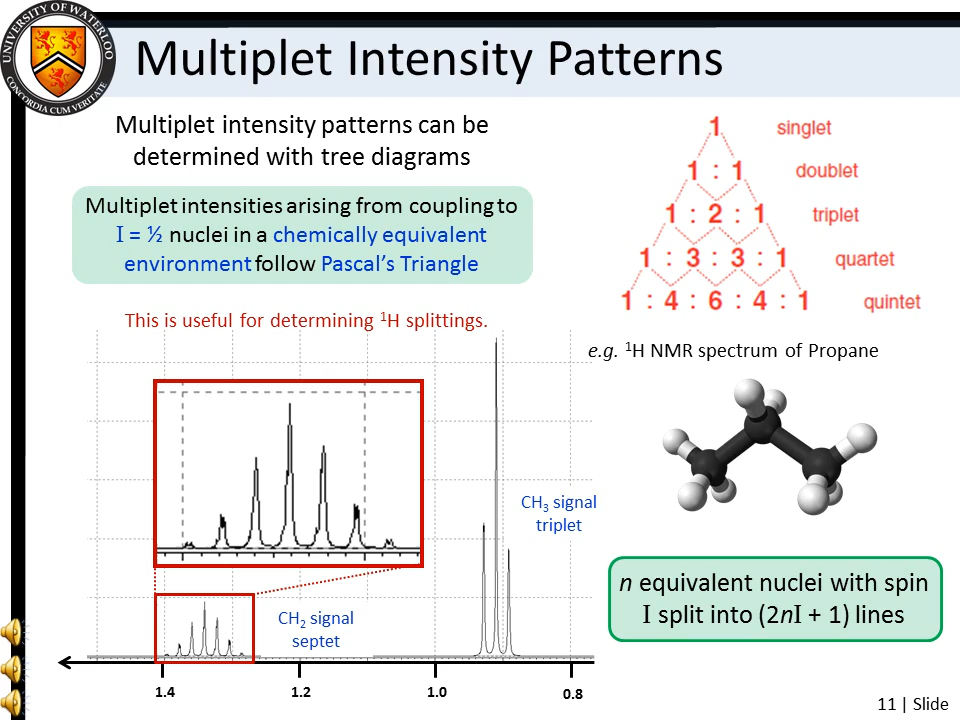 UNIVERSITY OF WATERLOO
CONCORDIA CUM VERITATE
Multiplet Intensity Patterns
Multiplet intensity patterns can be
determined with tree diagrams
Multiplet intensities arising from coupling to
I = ½ nuclei in a chemically equivalent
environment follow Pascal's Triangle
This is useful for determining ¹H splittings.
1 singlet
1 : 1 doublet
1 : 2 : 1 triplet
1 : 3 : 3 : 1 quartet
1 : 4 : 6 : 4 : 1 quintet
e.g. ¹H NMR spectrum of Propane
CH₃ signal
triplet
CH₂ signal
septet
n equivalent nuclei with spin
I split into (2nI + 1) lines
1.4 1.2 1.0 0.8
11 | Slide